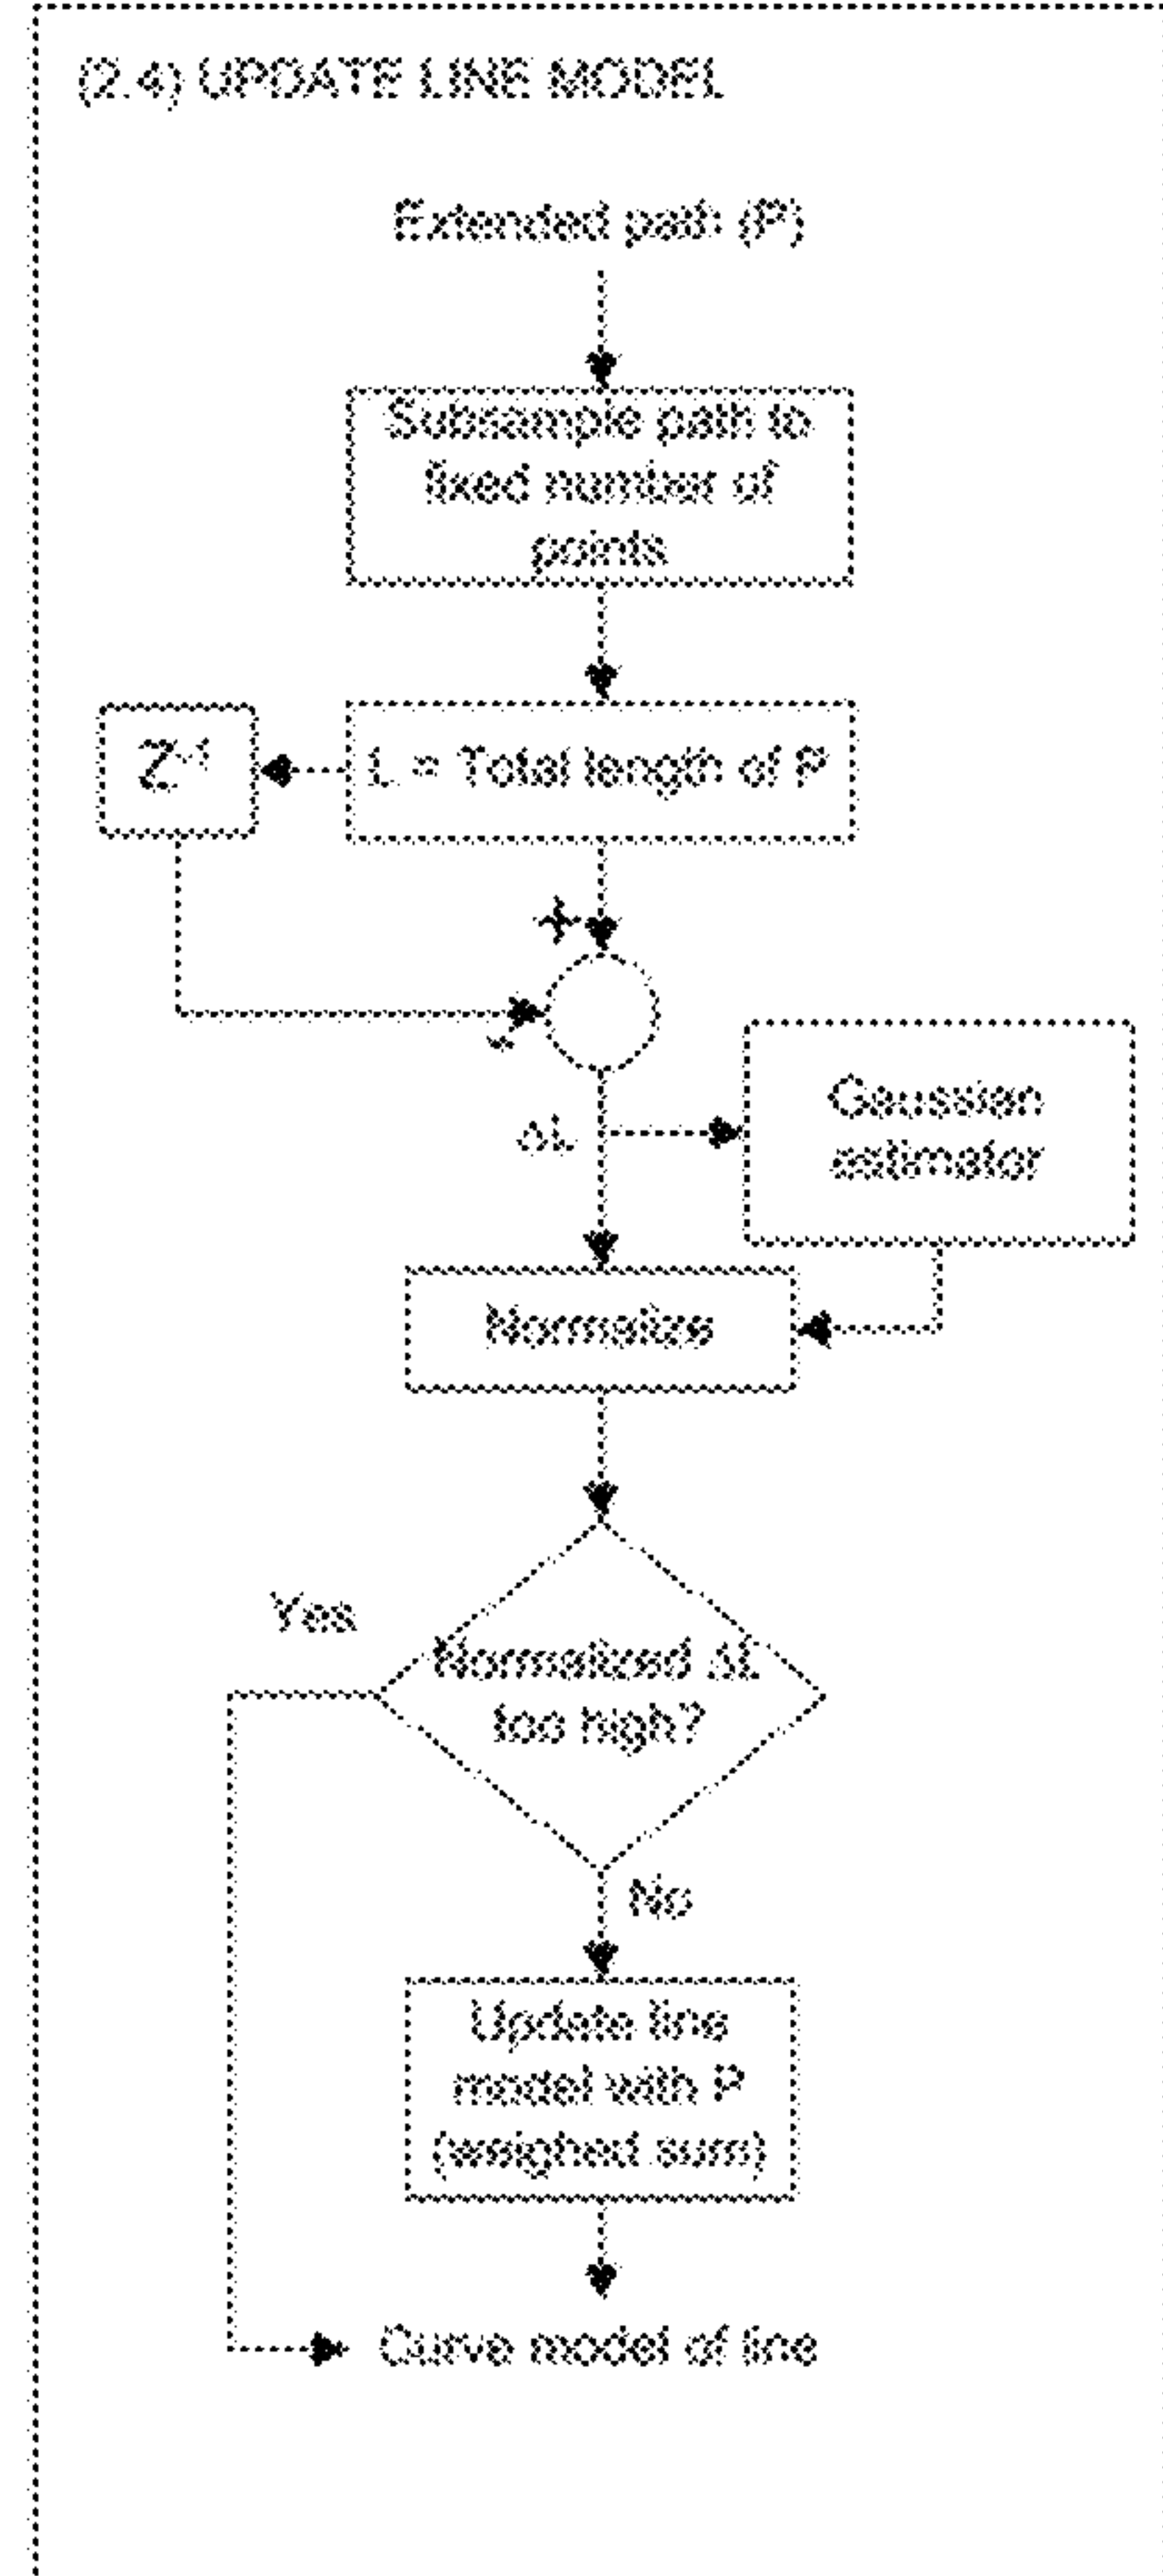 (2.4) UPDATE LINE MODEL
Extended path (P)
Subsample path to
fixed number of
points
Z⁻¹
L = Total length of P
+
-
ΔL
Gaussian
estimator
Normalize
Yes
Normalized ΔL
too high?
No
Update line
model with P
(weighed sum)
Curve model of line